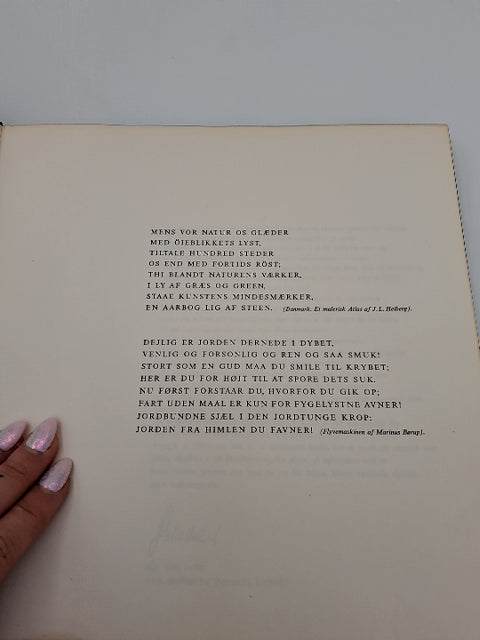 MENS VOR NATUR OS GLÆDER
MED ÖIEBLIKKETS LYST,
TILTALE HUNDRED STEDER
OS END MED FORTIDS RÖST;
THI BLANDT NATURENS VÆRKER,
I LY AF GRÆS OG GREEN,
STAAE KUNSTENS MINDESMÆRKER,
EN AARBOG LIG AF STEEN. (Danmark. Et malerisk Atlas af J. L. Heiberg).
DEJLIG ER JORDEN DERNEDE I DYBET,
VENLIG OG FORSONLIG OG REN OG SAA SMUK!
STORT SOM EN GUD MAA DU SMILE TIL KRYBET;
HER ER DU FOR HØJT TIL AT SPORE DETS SUK.
NU FØRST FORSTAAR DU, HVORFOR DU GIK OP;
FART UDEN MAAL ER KUN FOR FYGELYSTNE AVNER!
JORDBUNDNE SJÆL I DEN JORDTUNGE KROP:
JORDEN FRA HIMLEN DU FAVNER! (Flyvemaskinen af Marinus Børup).